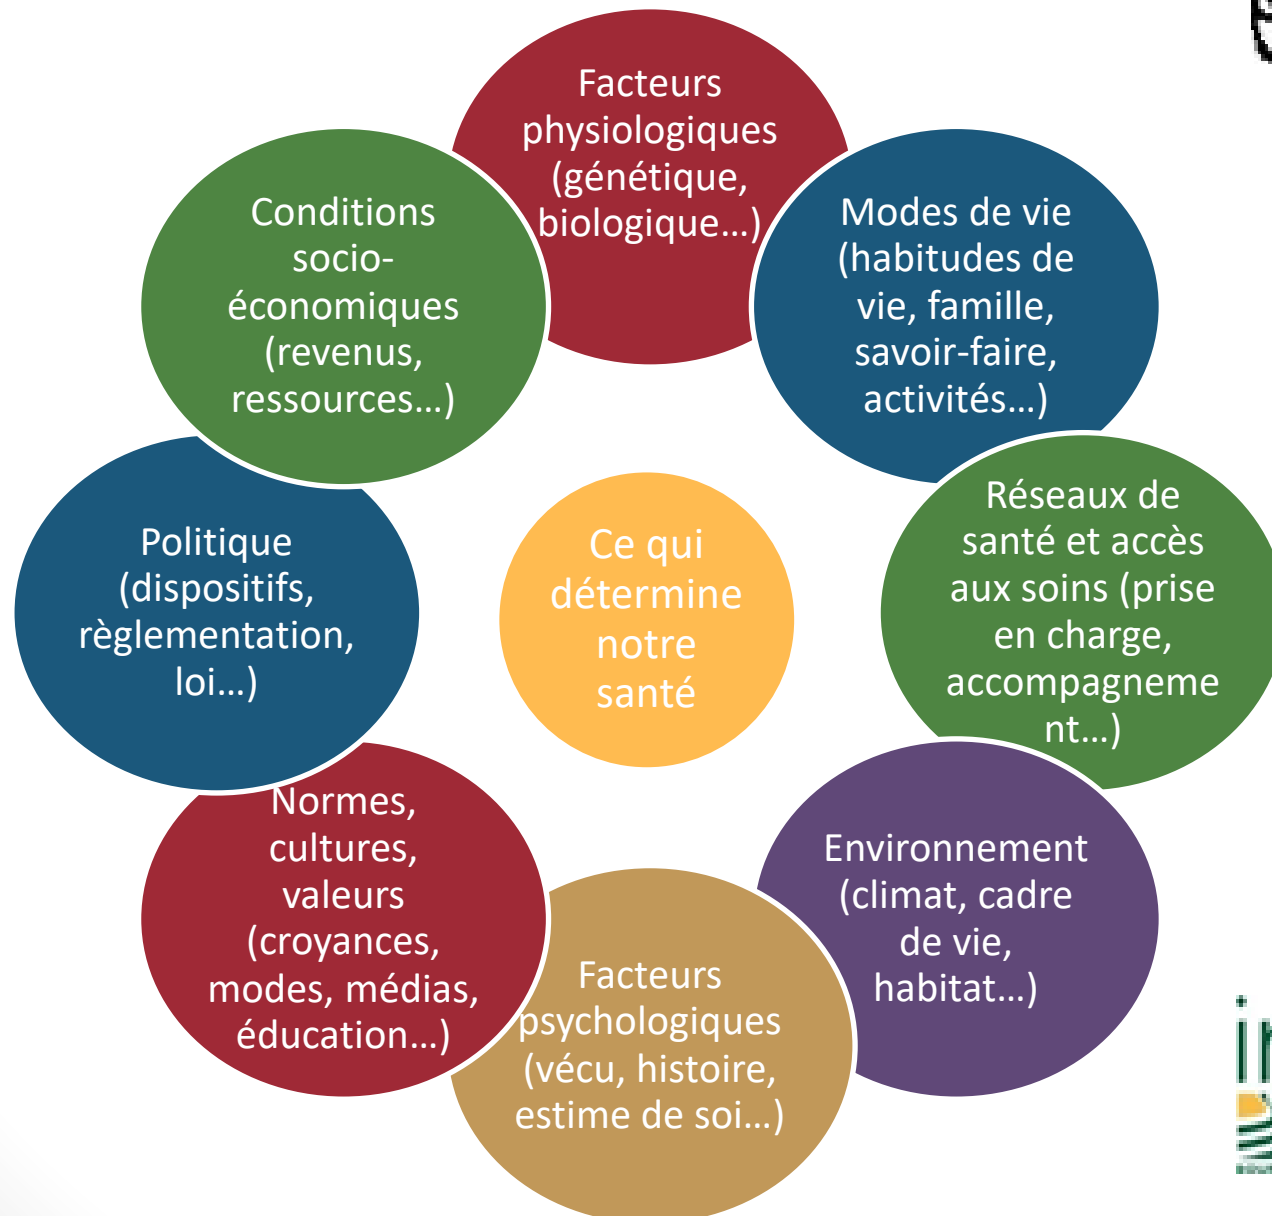 Facteurs
physiologiques
(génétique,
biologique…)
Modes de vie
(habitudes de
vie, famille,
savoir-faire,
activités…)
Réseaux de
santé et accès
aux soins (prise
en charge,
accompagneme
nt…)
Environnement
(climat, cadre
de vie,
habitat…)
Facteurs
psychologiques
(vécu, histoire,
estime de soi…)
Normes,
cultures,
valeurs
(croyances,
modes, médias,
éducation…)
Politique
(dispositifs,
règlementation,
loi…)
Conditions
socio-
économiques
(revenus,
ressources…)
Ce qui
détermine
notre
santé